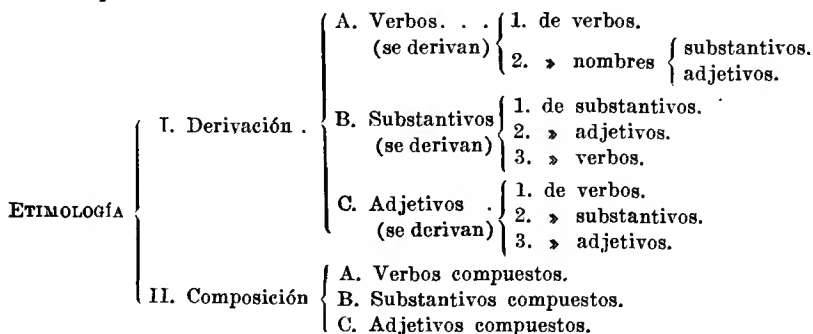 A. Verbos. . . 1. de verbos.
(se derivan) 2. » nombres substantivos.
adjetivos.
I. Derivación . B. Substantivos 1. de substantivos.
(se derivan) 2. » adjetivos.
3. » verbos.
ETIMOLOGÍA
C. Adjetivos . 1. de verbos.
(se derivan) 2. » substantivos.
3. » adjetivos.
II. Composición A. Verbos compuestos.
B. Substantivos compuestos.
C. Adjetivos compuestos.